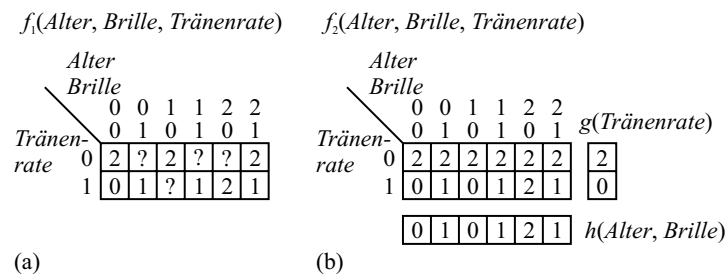 f1(Alter, Brille, Tränenrate)
Alter
Brille
0 0 1 1 2 2
0 1 0 1 0 1
Tränen-
rate
0 2 ? 2 ? ? 2
1 0 1 ? 1 2 1
(a)
f2(Alter, Brille, Tränenrate)
Alter
Brille
0 0 1 1 2 2
0 1 0 1 0 1
g(Tränenrate)
Tränen-
rate
0 2 2 2 2 2 2 2
1 0 1 0 1 2 1 0
0 1 0 1 2 1 h(Alter, Brille)
(b)